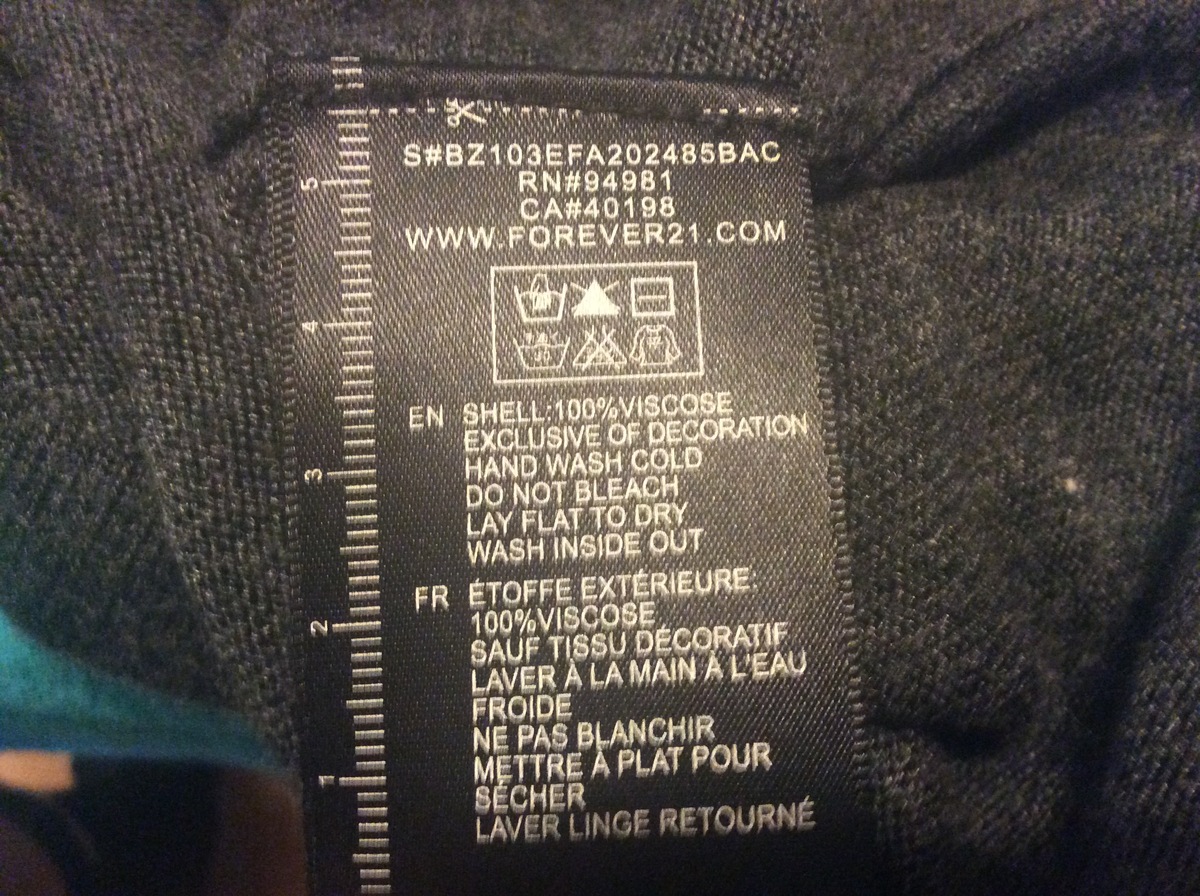 S#BZ103EFA202485BAC
RN#94981
CA#40198
WWW.FOREVER21.COM
EN SHELL:100%VISCOSE
EXCLUSIVE OF DECORATION
HAND WASH COLD
DO NOT BLEACH
LAY FLAT TO DRY
WASH INSIDE OUT
FR ÉTOFFE EXTÉRIEURE:
100%VISCOSE
SAUF TISSU DÉCORATIF
LAVER À LA MAIN À L'EAU
FROIDE
NE PAS BLANCHIR
METTRE À PLAT POUR
SÉCHER
LAVER LINGE RETOURNÉ
5
4
3
2
1